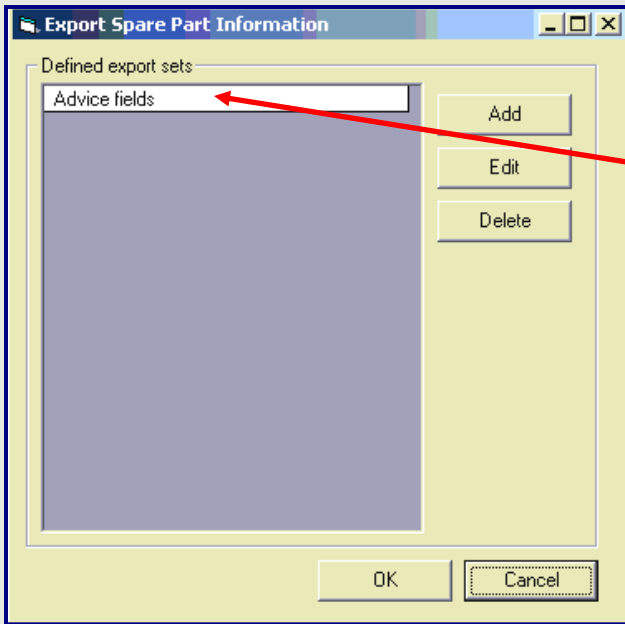 Export Spare Part Information
Defined export sets
Advice fields
Add
Edit
Delete
OK
Cancel